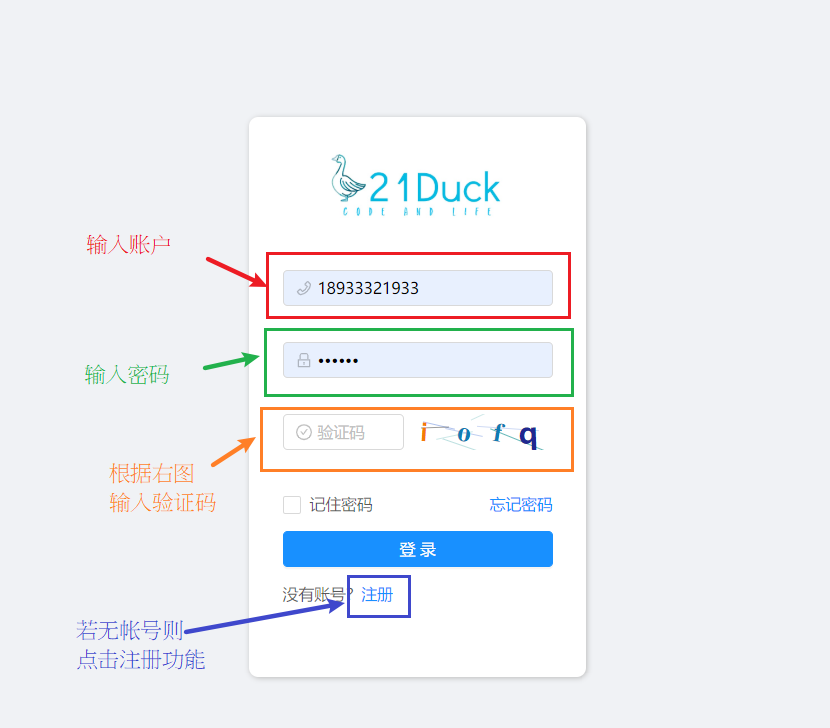 21Duck
CODE AND LIFE
输入账户
18933321933
输入密码
••••••
验证码
i o f q
根据右图
输入验证码
记住密码
忘记密码
登 录
没有账号? 注册
若无帐号则
点击注册功能